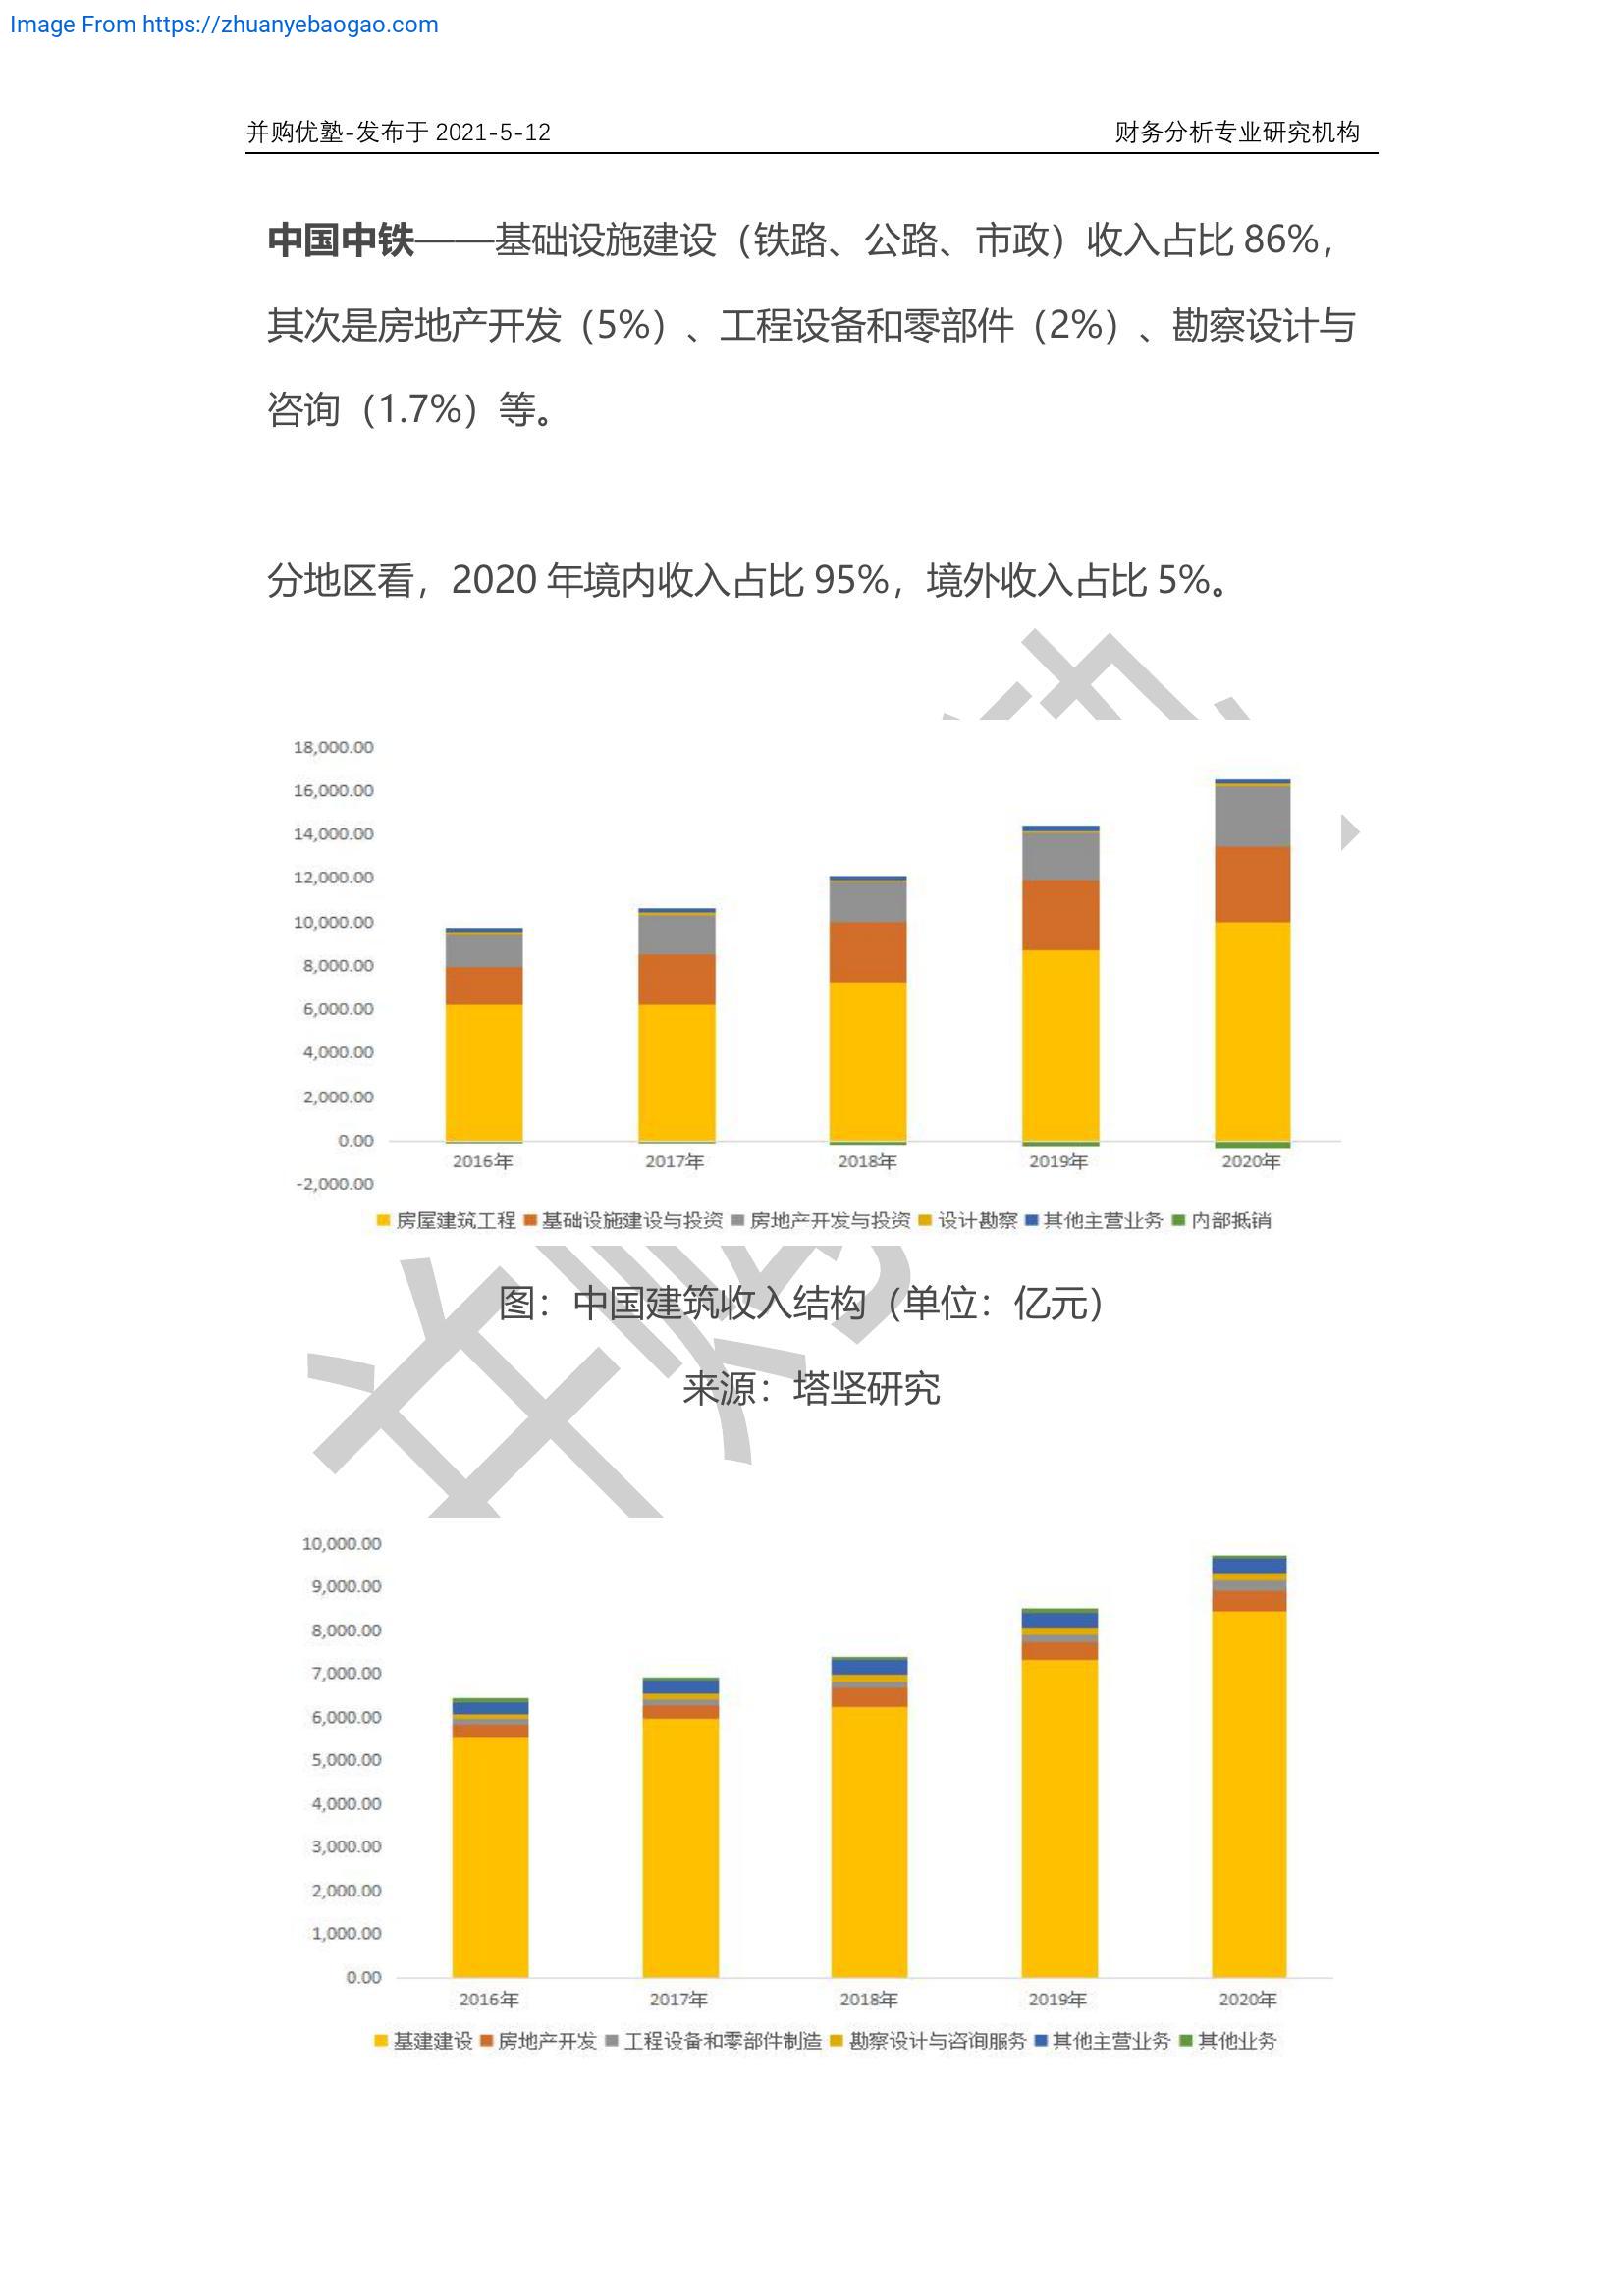 Image From https://zhuanyebaogao.com
并购优塾-发布于 2021-5-12 财务分析专业研究机构
中国中铁——基础设施建设（铁路、公路、市政）收入占比 86%，
其次是房地产开发（5%）、工程设备和零部件（2%）、勘察设计与
咨询（1.7%）等。
分地区看，2020 年境内收入占比 95%，境外收入占比 5%。
18,000.00
16,000.00
14,000.00
12,000.00
10,000.00
8,000.00
6,000.00
4,000.00
2,000.00
0.00
2016年 2017年 2018年 2019年 2020年
-2,000.00
房屋建筑工程 基础设施建设与投资 房地产开发与投资 设计勘察 其他主营业务 内部抵销
图：中国建筑收入结构（单位：亿元）
来源：塔坚研究
10,000.00
9,000.00
8,000.00
7,000.00
6,000.00
5,000.00
4,000.00
3,000.00
2,000.00
1,000.00
0.00
2016年 2017年 2018年 2019年 2020年
基建建设 房地产开发 工程设备和零部件制造 勘察设计与咨询服务 其他主营业务 其他业务